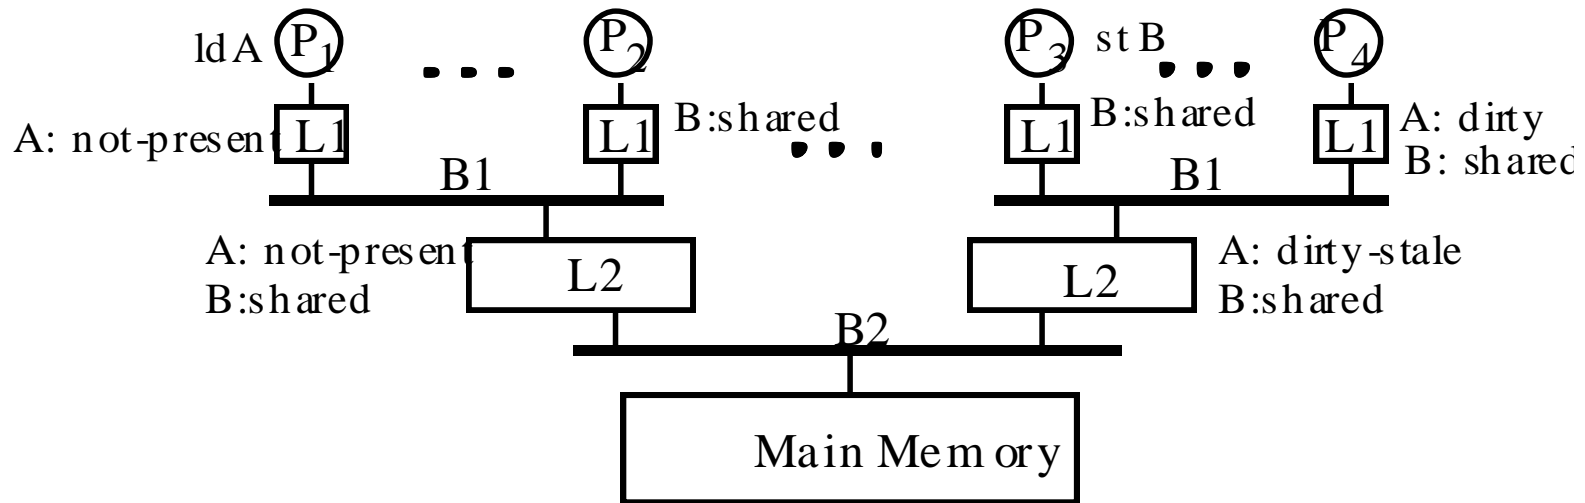 ld A P1 P2 P3 st B P4
A: not-present L1 L1 B:shared L1 B:shared L1 A: dirty
B: shared
B1 B1
A: not-present L2 L2 A: dirty-stale
B:shared B:shared
B2
Main Memory